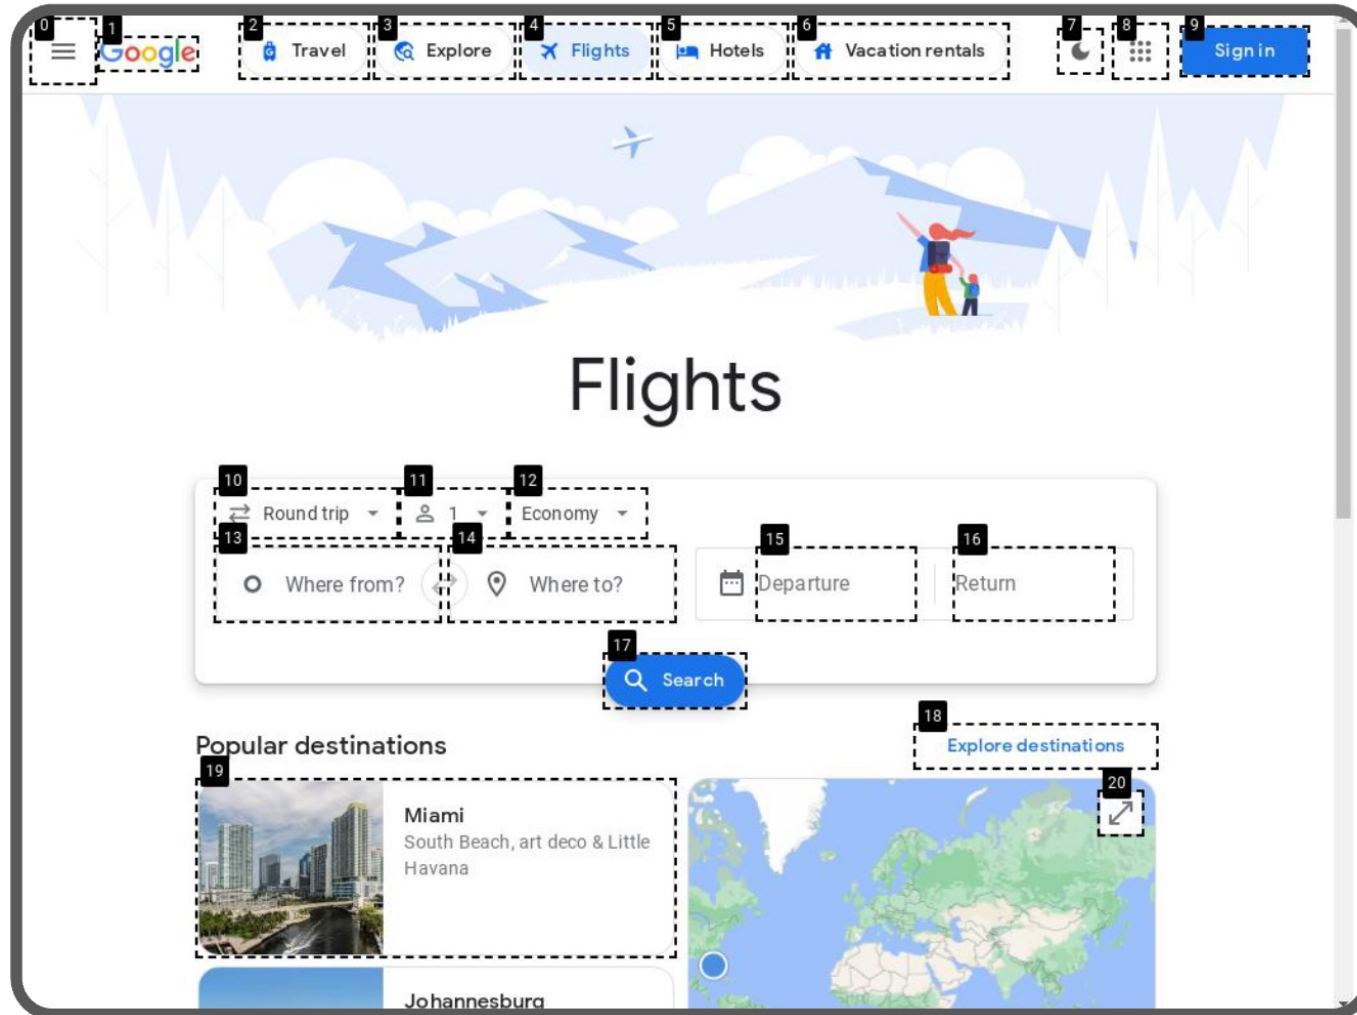 0
1
2
3
4
5
6
7
8
9
Google
Travel
Explore
Flights
Hotels
Vacation rentals
Sign in
Flights
10
11
12
Round trip
1
Economy
13
14
15
16
Where from?
Where to?
Departure
Return
17
Search
18
Popular destinations
Explore destinations
19
20
Miami
South Beach, art deco & Little
Havana
Johannesburg